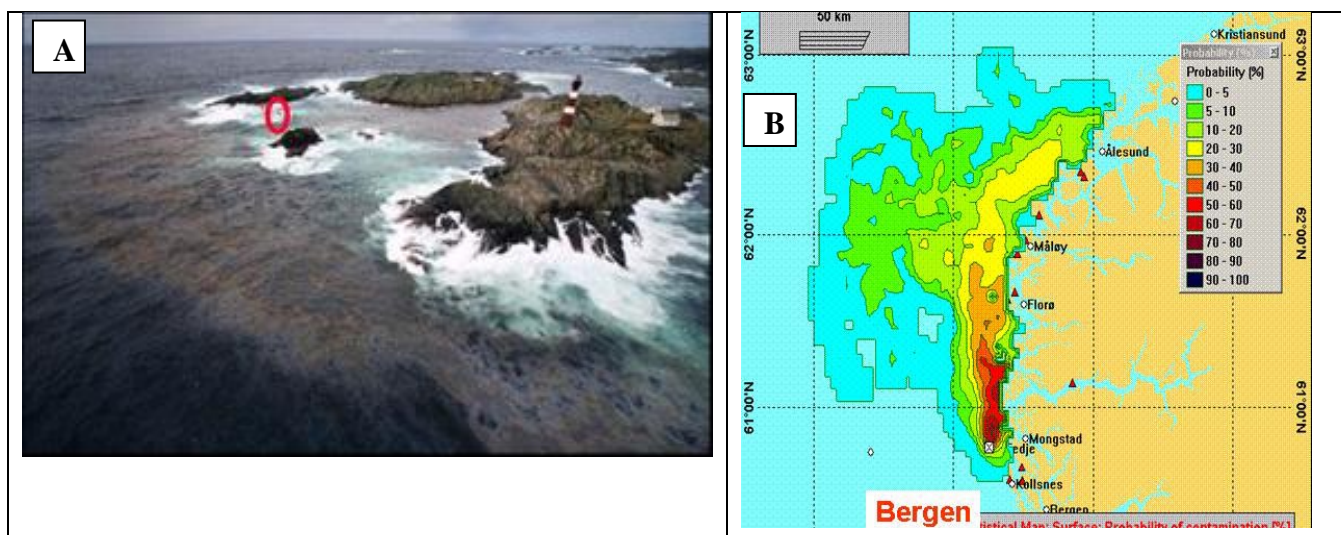 A
50 km
Kristiansund
63°00'N
63°00'N
Probability (%)
Probability (%)
0 - 5
5 - 10
10 - 20
20 - 30
30 - 40
40 - 50
50 - 60
60 - 70
70 - 80
80 - 90
90 - 100
B
Ålesund
62°00'N
62°00'N
Måløy
Florø
61°00'N
61°00'N
Mongstad
edje
Kollsnes
Bergen
Bergen
tistical Map: Surface: Probability of contamination [%]